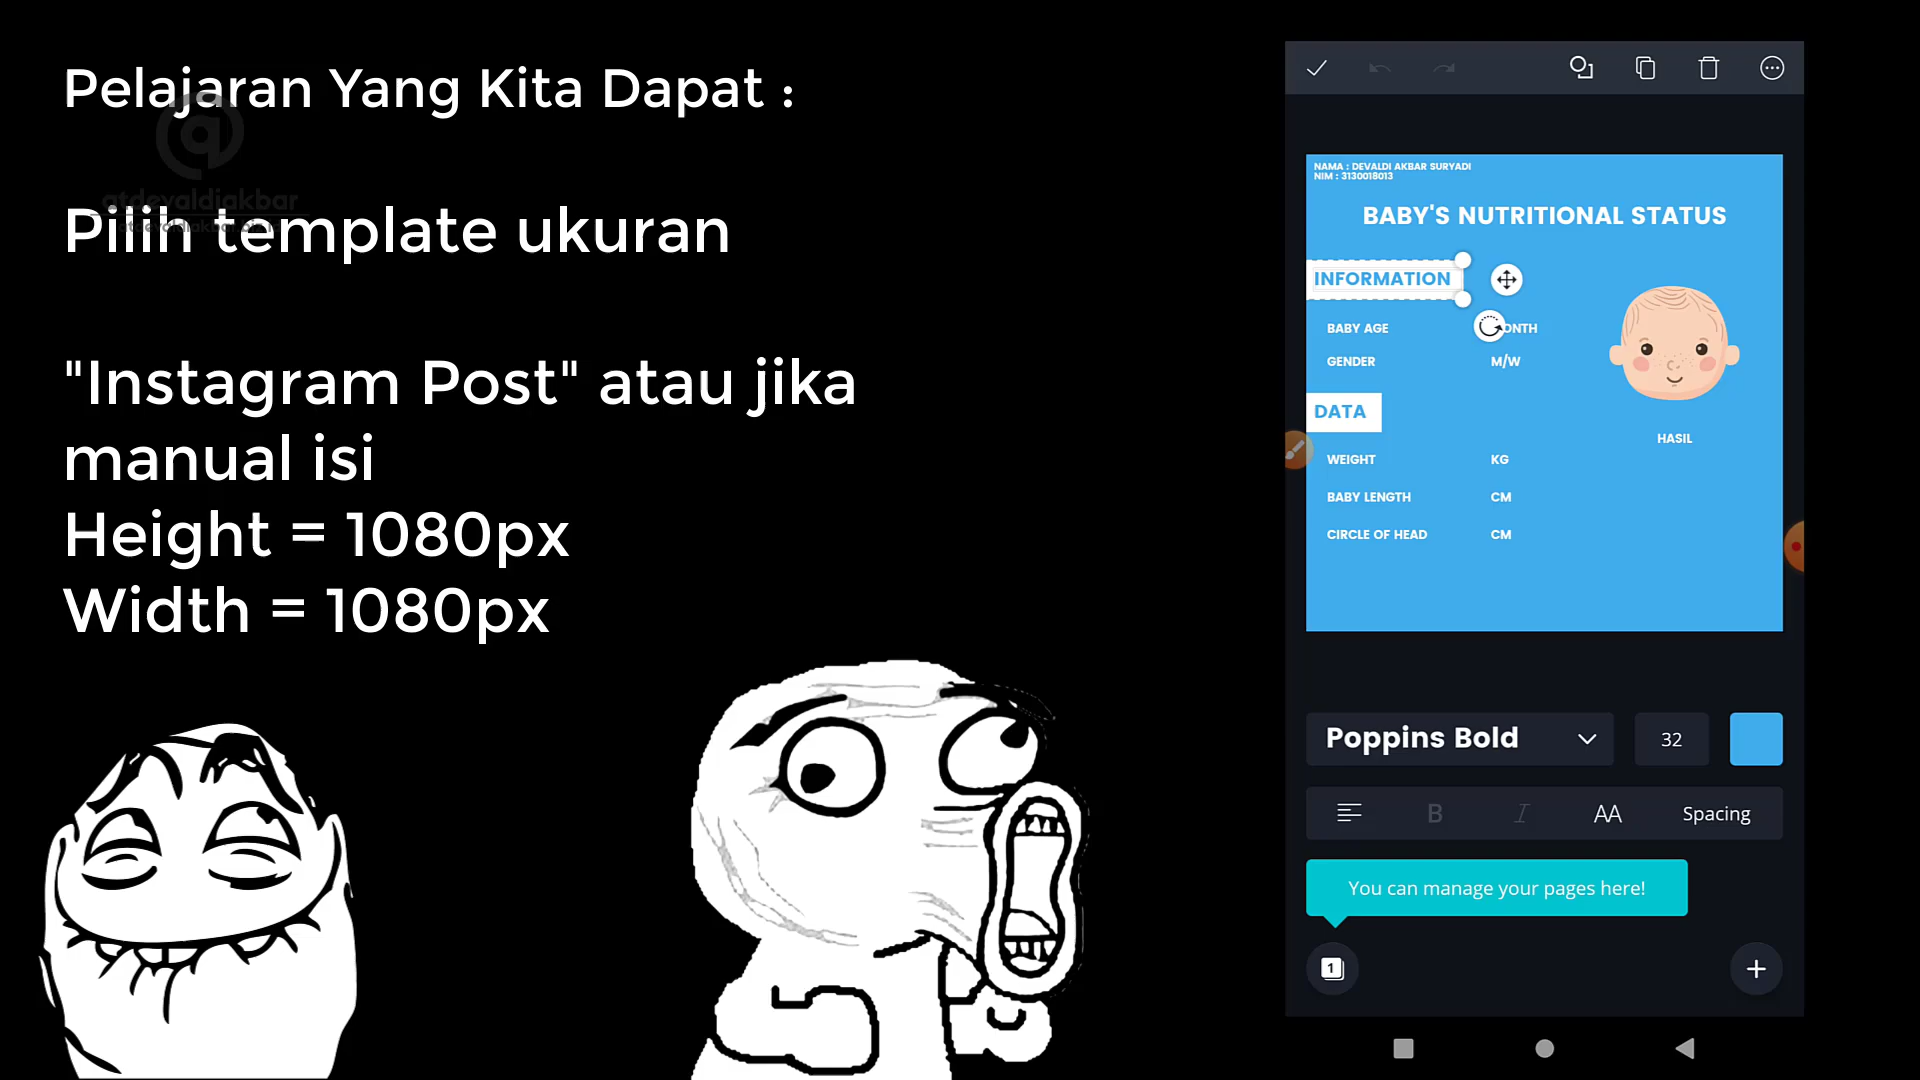 Pelajaran Yang Kita Dapat :
atdevaldiakbar
Pilih template ukuran
"Instagram Post" atau jika
manual isi
Height = 1080px
Width = 1080px
NAMA : DEVALDI AKBAR SURYADI
NIM : 3130018013
BABY'S NUTRITIONAL STATUS
INFORMATION
BABY AGE
ONTH
GENDER M/W
DATA
HASIL
WEIGHT KG
BABY LENGTH CM
CIRCLE OF HEAD CM
Poppins Bold 32
B I AA Spacing
You can manage your pages here!
1